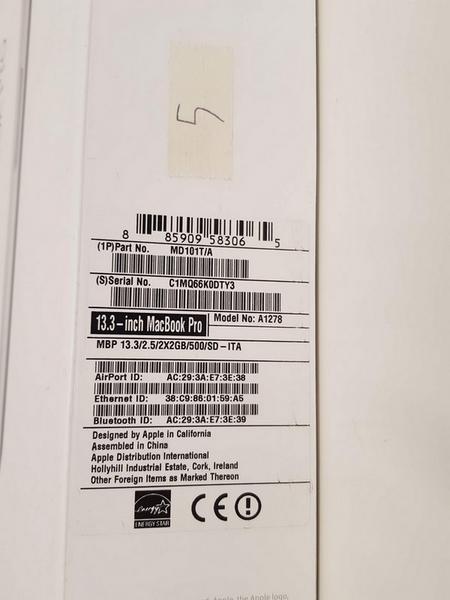 5
8 85909 58306 5
(1P)Part No. MD101T/A
(S)Serial No. C1MQ66K0DTY3
13.3-inch MacBook Pro Model No: A1278
MBP 13.3/2.5/2X2GB/500/SD-ITA
AirPort ID: AC:29:3A:E7:3E:38
Ethernet ID: 38:C9:86:01:59:A5
Bluetooth ID: AC:29:3A:E7:3E:39
Designed by Apple in California
Assembled in China
Apple Distribution International
Hollyhill Industrial Estate, Cork, Ireland
Other Foreign Items as Marked Thereon
energy
ENERGY STAR
CE
Apple, the Apple logo,